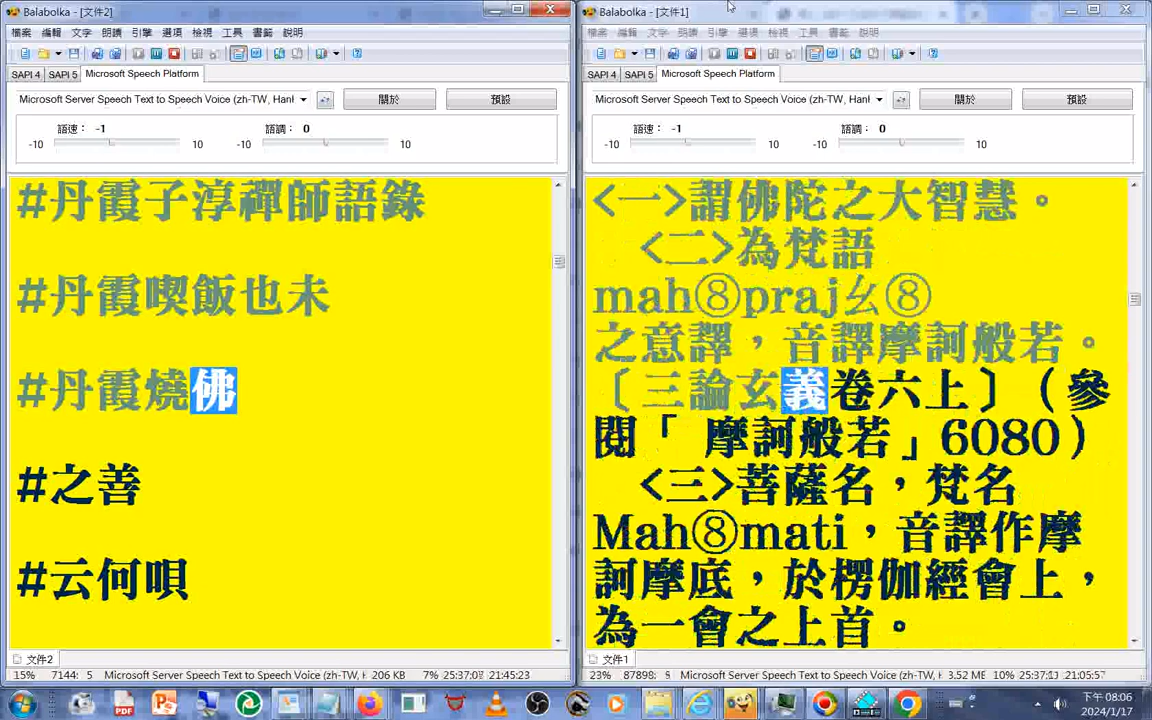 Balabolka - [文件2]
檔案 編輯 文字 朗讀 引擎 選項 檢視 工具 書籤 說明
SAPI 4 SAPI 5 Microsoft Speech Platform
Microsoft Server Speech Text to Speech Voice (zh-TW, Hanl
關於
預設
語速： -1
語調： 0
-10 10 -10 10
#丹霞子淳禪師語錄
#丹霞喫飯也未
#丹霞燒佛
#之善
#云何唄
文件2
15% 7144: 5 Microsoft Server Speech Text to Speech Voice (zh-TW, H 206 KB 7% 25:37:0 21:45:23
Balabolka - [文件1]
檔案 編輯 文字 朗讀 引擎 選項 檢視 工具 書籤 說明
SAPI 4 SAPI 5 Microsoft Speech Platform
Microsoft Server Speech Text to Speech Voice (zh-TW, Hanl
關於
預設
語速： -1
語調： 0
-10 10 -10 10
<一>謂佛陀之大智慧。
<二>為梵語
mah⑧praj幺⑧
之意譯，音譯摩訶般若。
〔三論玄義卷六上〕（參
閱「 摩訶般若」6080）
<三>菩薩名，梵名
Mah⑧mati，音譯作摩
訶摩底，於楞伽經會上，
為一會之上首。
文件1
23% 87898: Microsoft Server Speech Text to Speech Voice (zh-TW, H 3.52 MB 10% 25:37:1 21:05:57
下午 08:06
2024/1/17